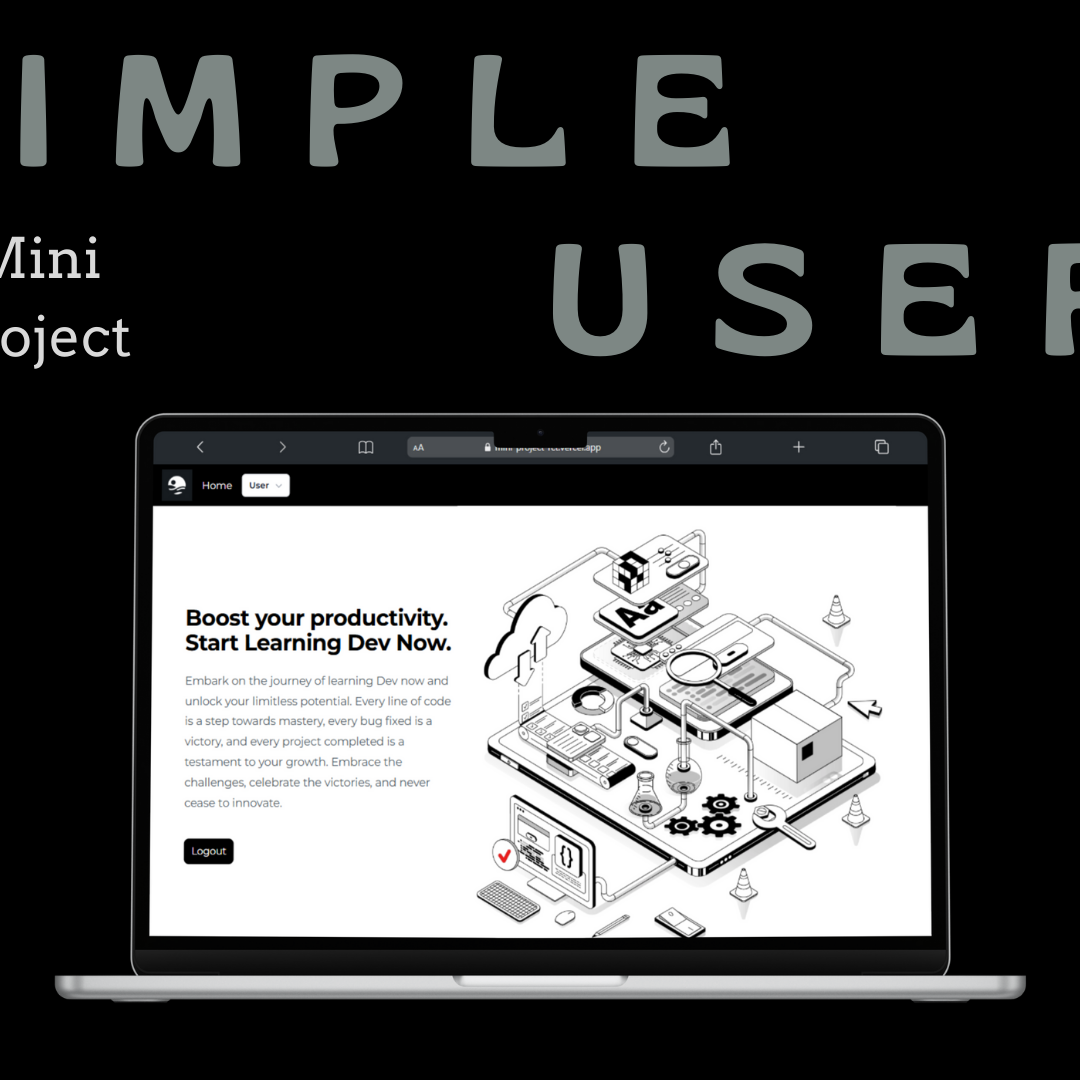 IMPLE
Mini
USER
oject
AA
app
Home
User
Boost your productivity.
Start Learning Dev Now.
Embark on the journey of learning Dev now and
unlock your limitless potential. Every line of code
is a step towards mastery, every bug fixed is a
victory, and every project completed is a
testament to your growth. Embrace the
challenges, celebrate the victories, and never
cease to innovate.
Logout
Aa
{}